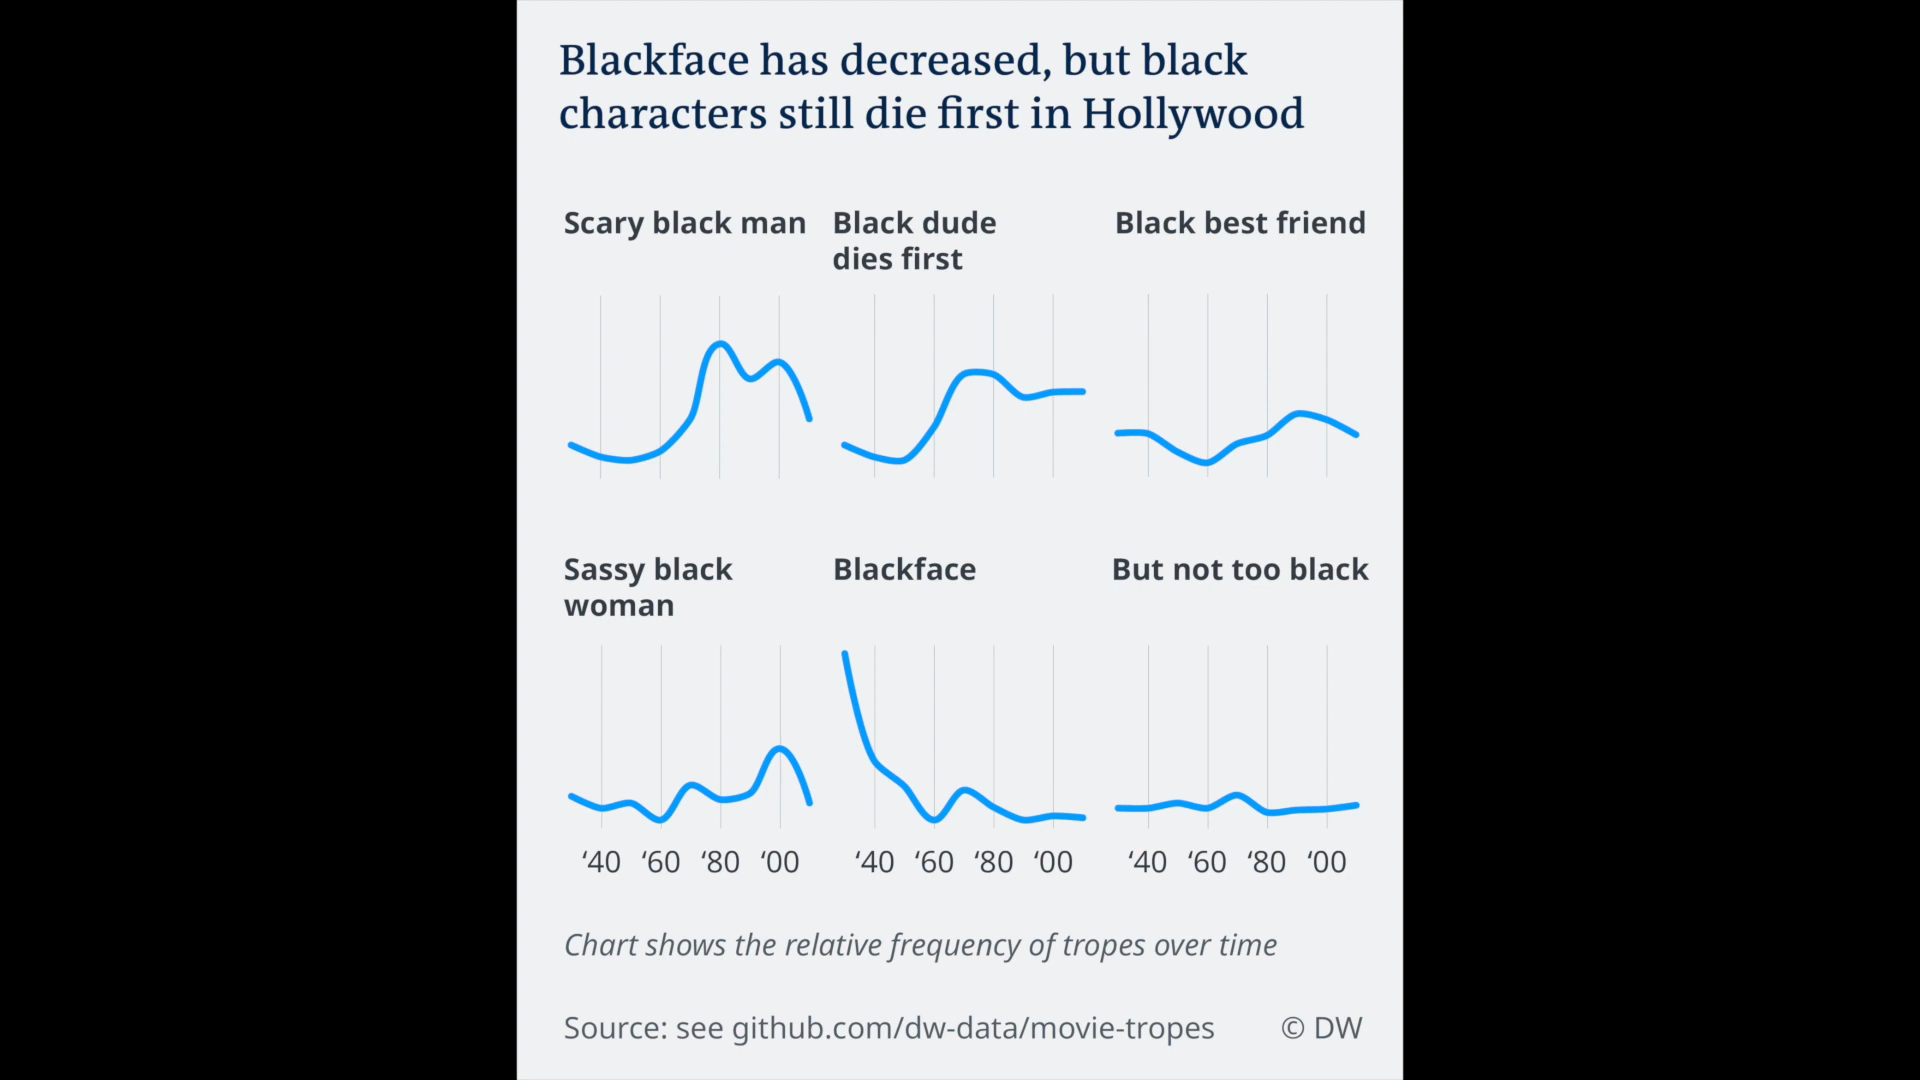 Blackface has decreased, but black
characters still die first in Hollywood
Scary black man
Black dude
dies first
Black best friend
Sassy black
woman
Blackface
But not too black
‘40 ‘60 ‘80 ‘00
‘40 ‘60 ‘80 ‘00
‘40 ‘60 ‘80 ‘00
Chart shows the relative frequency of tropes over time
Source: see github.com/dw-data/movie-tropes
© DW